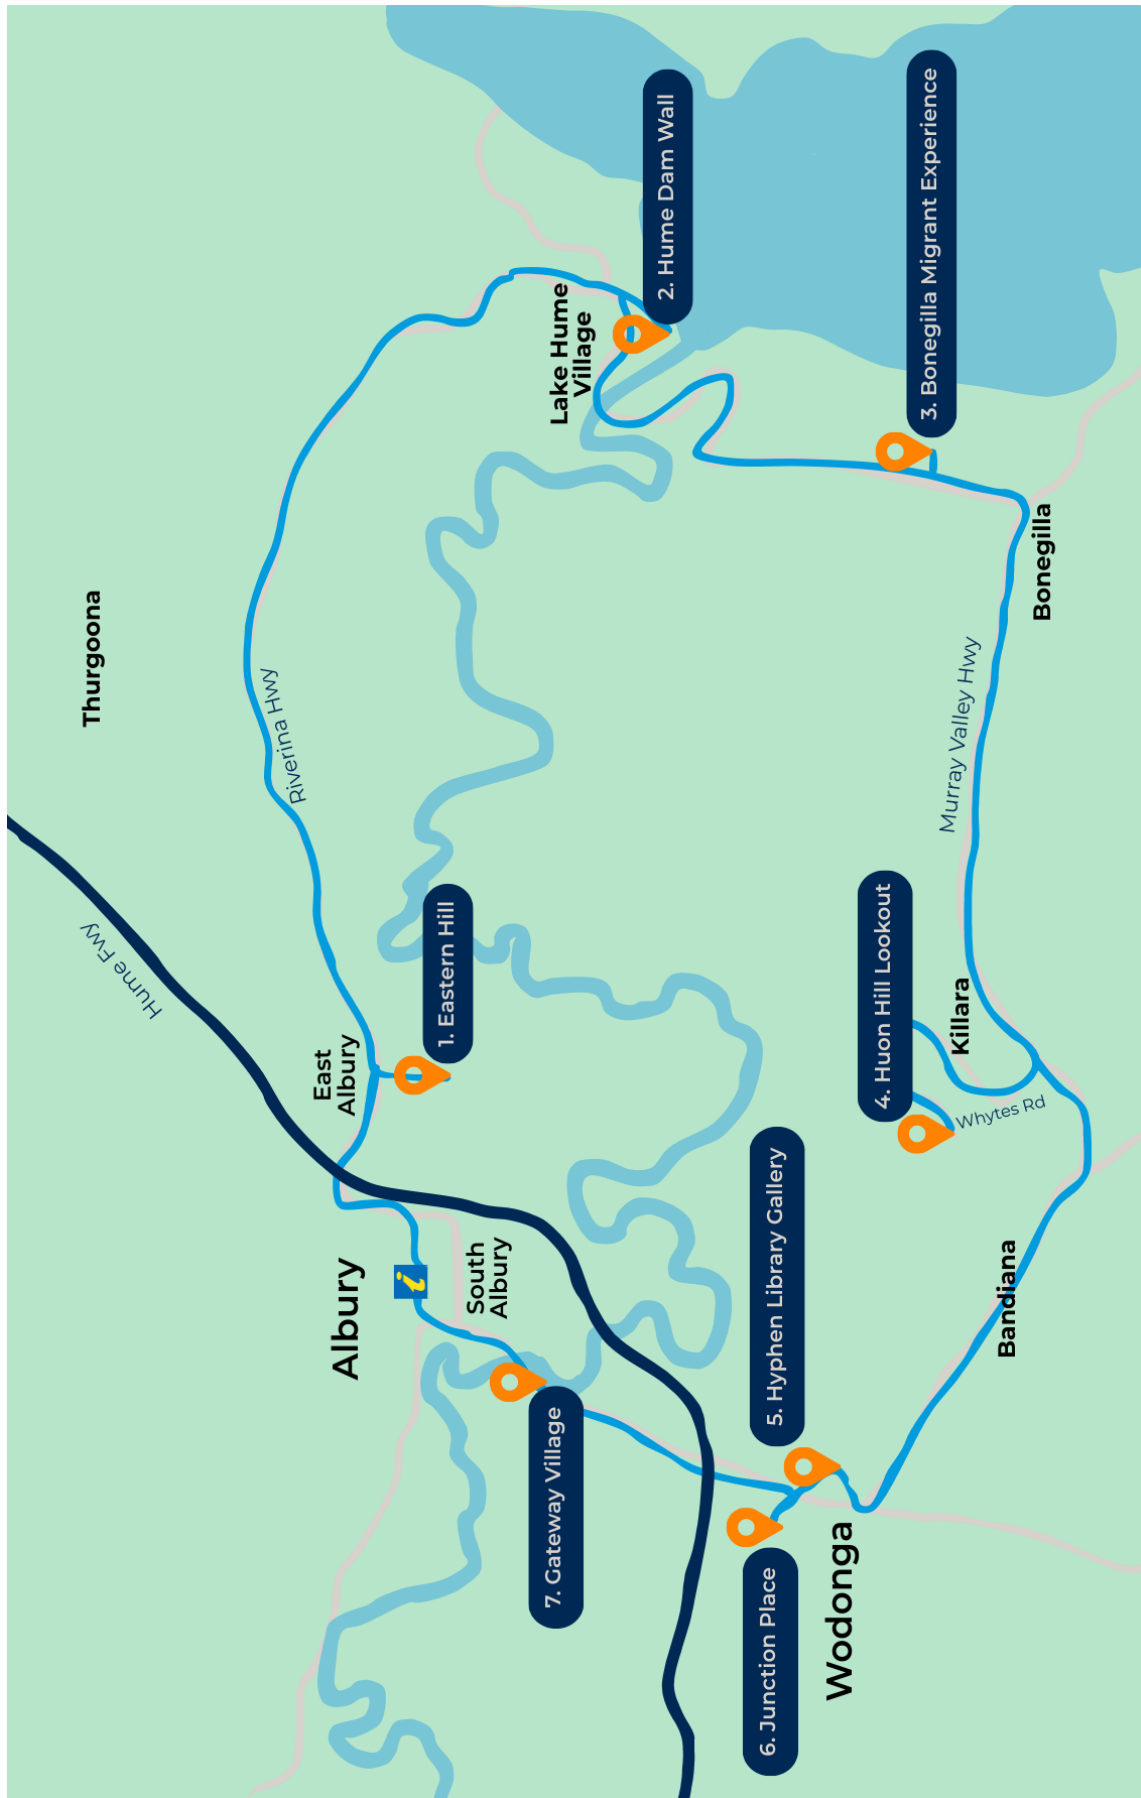 Thurgoona
Hume Fwy
Riverina Hwy
East
Albury
1. Eastern Hill
Lake Hume
Village
2. Hume Dam Wall
Albury
i
South
Albury
7. Gateway Village
3. Bonegilla Migrant Experience
Bonegilla
Murray Valley Hwy
4. Huon Hill Lookout
Killara
Whytes Rd
5. Hyphen Library Gallery
Bandiana
6. Junction Place
Wodonga